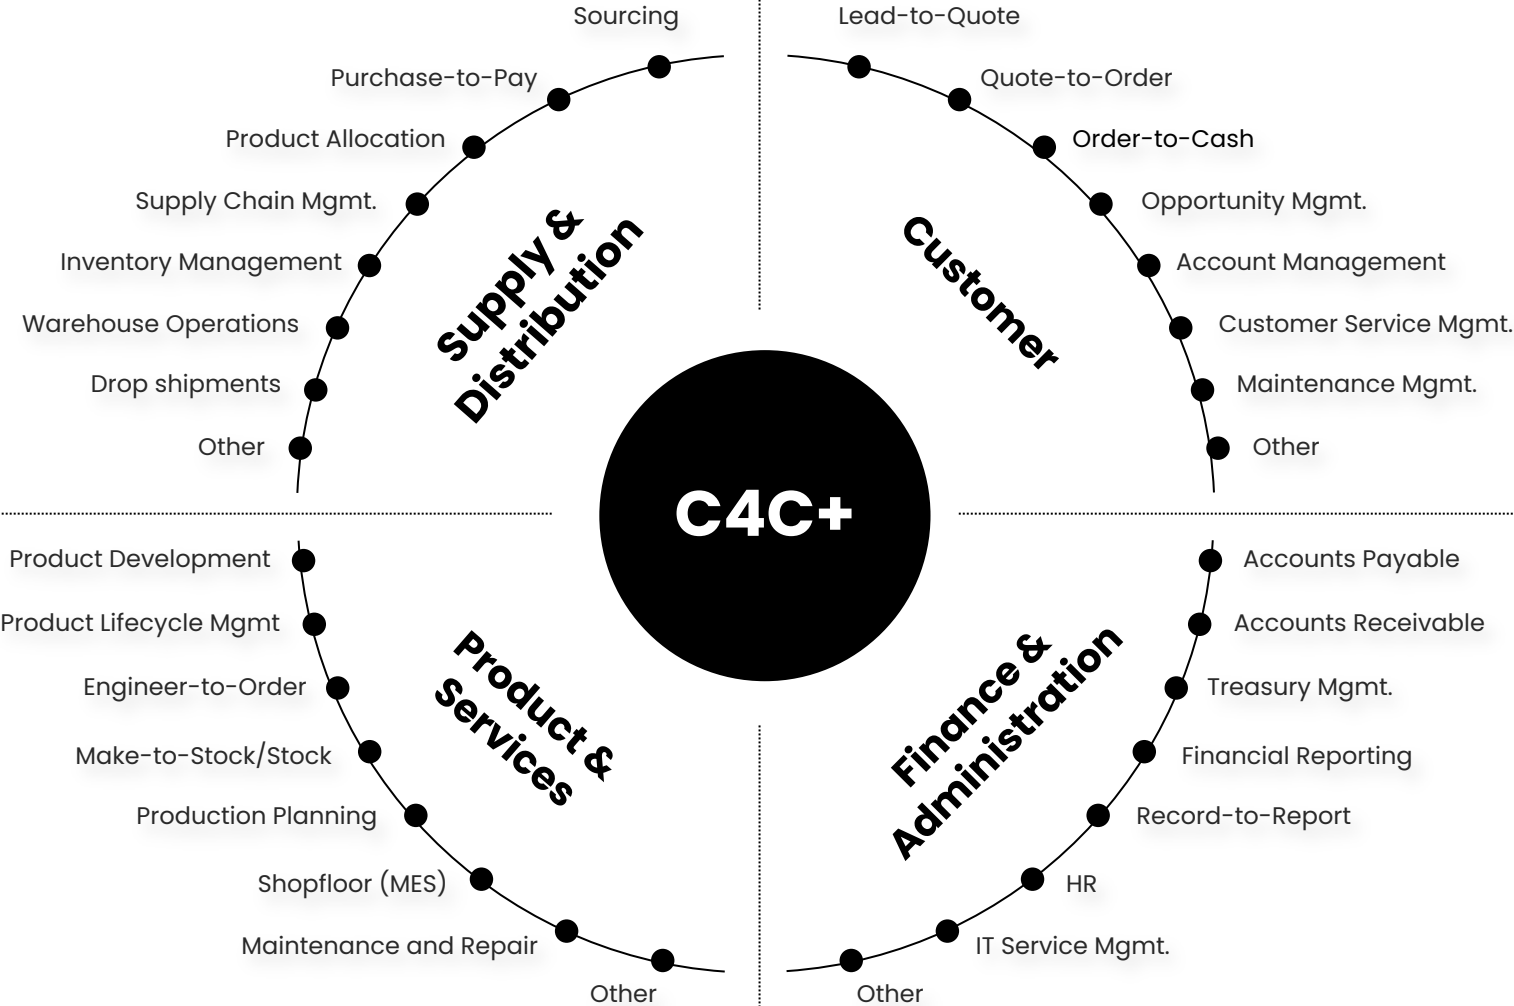 Sourcing
Purchase-to-Pay
Product Allocation
Supply Chain Mgmt.
Inventory Management
Warehouse Operations
Drop shipments
Other
Supply &
Distribution
Lead-to-Quote
Quote-to-Order
Order-to-Cash
Opportunity Mgmt.
Account Management
Customer Service Mgmt.
Maintenance Mgmt.
Other
Customer
C4C+
Product Development
Product Lifecycle Mgmt
Engineer-to-Order
Make-to-Stock/Stock
Production Planning
Shopfloor (MES)
Maintenance and Repair
Other
Product &
Services
Accounts Payable
Accounts Receivable
Treasury Mgmt.
Financial Reporting
Record-to-Report
HR
IT Service Mgmt.
Other
Finance &
Administration